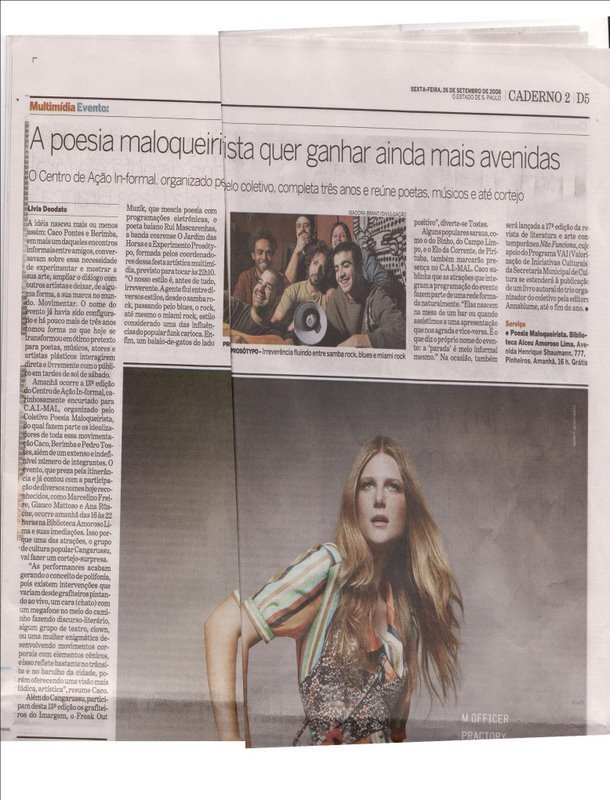 SEXTA-FEIRA, 26 DE SETEMBRO DE 2008
O ESTADO DE S. PAULO
CADERNO 2 | D5
Multimídia Evento:
A poesia maloqueirista quer ganhar ainda mais avenidas
O Centro de Ação In-formal, organizado pelo coletivo, completa três anos e reúne poetas, músicos e até cortejo
Livia Deodato
A idéia nasceu mais ou menos
assim: Caco Pontes e Berimba,
em mais um daqueles encontros
informais entre amigos, conver-
savam sobre essa necessidade
de experimentar e mostrar a
sua arte, ampliar o diálogo com
outros artistas e deixar, de algu-
ma forma, a sua marca no mun-
do. Movimentar. O nome do
evento já havia sido configura-
do e há pouco mais de três anos
tomou forma no que hoje se
transformou em ótimo pretexto
para poetas, músicos, atores e
artistas plásticos interagirem
direta e livremente com o públi-
co em tardes de sol de sábado.
Amanhã ocorre a 13ª edição
do Centro de Ação In-formal, ca-
rinhosamente encurtado para
C.A.I-MAL, organizado pelo
Coletivo Poesia Maloqueirista,
do qual fazem parte os idealiza-
dores de toda essa movimenta-
ção Caco, Berimba e Pedro Tos-
tes, além de um extenso e indefi-
nível número de integrantes. O
evento, que preza pela itinerân-
cia e já contou com a participa-
ção de diversos nomes hoje reco-
nhecidos, como Marcelino Frei-
re, Glauco Mattoso e Ana Rüs-
che, ocorre amanhã das 16 às 22
horas na Biblioteca Amoroso Li-
ma e suas imediações. Isso por-
que uma das atrações, o grupo
de cultura popular Cangarussu,
vai fazer um cortejo-surpresa.
"As performances acabam
gerando o conceito de polifonia,
pois existem intervenções que
variam desde grafiteiros pintan-
do ao vivo, um cara (chato) com
um megafone no meio do cami-
nho fazendo discurso-literário,
algum grupo de teatro, clown,
ou uma mulher enigmática de-
senvolvendo movimentos cor-
porais com elementos cênicos,
e isso reflete bastante no trânsi-
to e no barulho da cidade, po-
rém oferecendo uma visão mais
lúdica, artística", resume Caco.
Além do Cangarussu, partici-
pam desta 13ª edição os grafitei-
ros do Imargem, o Freak Out
Muzik, que mescla poesia com
programações eletrônicas, o
poeta baiano Rui Mascarenhas,
a banda cearense O Jardim das
Horas e a Experimento Prosóty-
po, formada pelos coordenado-
res dessa festa artística multimí-
dia, previsto para tocar às 21h10.
"O nosso estilo é, antes de tudo,
irreverente. A gente flui entre di-
versos estilos, desde o samba ro-
ck, passando pelo blues, o rock,
até mesmo o miami rock, estilo
considerado uma das influên-
cias do popular funk carioca. En-
fim, um balaio-de-gatos do lado
ISADORA BRANT/DIVULGAÇÃO
PROSÓTYPO – Irreverência fluindo entre samba rock, blues e miami rock
positivo", diverte-se Tostes.
Alguns populares saraus, co-
mo o do Binho, do Campo Lim-
po, e o Elo da Corrente, de Piri-
tuba, também marcarão pre-
sença no C.A.I.-MAL. Caco su-
blinha que as atrações que inte-
gram a programação do evento
fazem parte de uma rede forma-
da naturalmente. "Elas nascem
na mesa de um bar ou quando
assistimos a uma apresentação
que nos agrada e vice-versa. É o
que diz o próprio nome do even-
to: a 'parada' é meio informal
mesmo." Na ocasião, também
será lançada a 17ª edição da re-
vista de literatura e arte con-
temporânea Não Funciona, cujo
apoio do Programa VAI (Valori-
zação de Iniciativas Culturais)
da Secretaria Municipal de Cul-
tura se estenderá à publicação
de um livro autoral do trio orga-
nizador do coletivo pela editora
Annablume, até o fim do ano.
Serviço
Poesia Maloqueirista. Biblio-
teca Alceu Amoroso Lima. Ave-
nida Henrique Shaumann, 777,
Pinheiros. Amanhã, 16 h. Grátis
M.OFFICER
PRACTORY